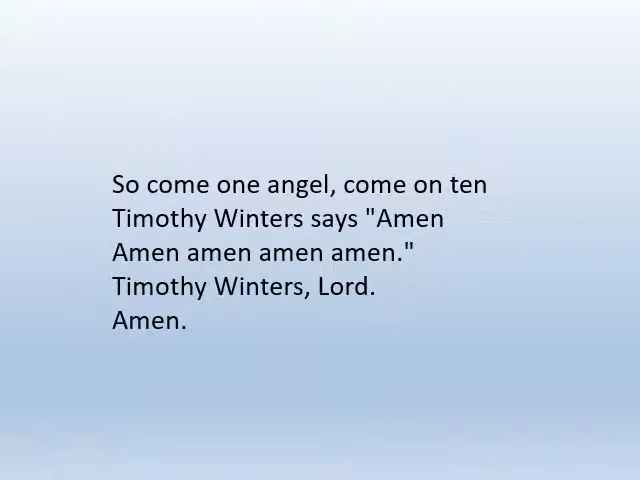 So come one angel, come on ten
Timothy Winters says "Amen
Amen amen amen amen."
Timothy Winters, Lord.
Amen.